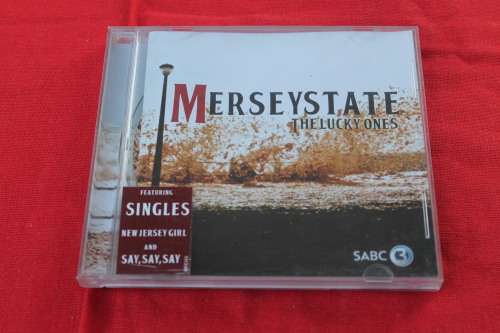 MERSEYSTATE
THE LUCKY ONES
FEATURING
SINGLES
NEW JERSEY GIRL
AND
SAY, SAY, SAY
SABC 3